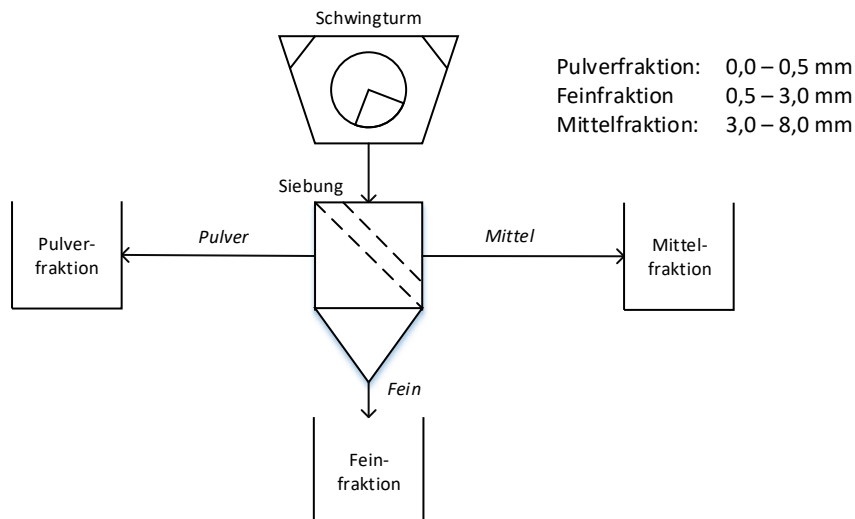 Schwingturm
Pulverfraktion: 0,0 – 0,5 mm
Feinfraktion 0,5 – 3,0 mm
Mittelfraktion: 3,0 – 8,0 mm
Siebung
Pulver-
fraktion
Pulver
Mittel
Mittel-
fraktion
Fein
Fein-
fraktion